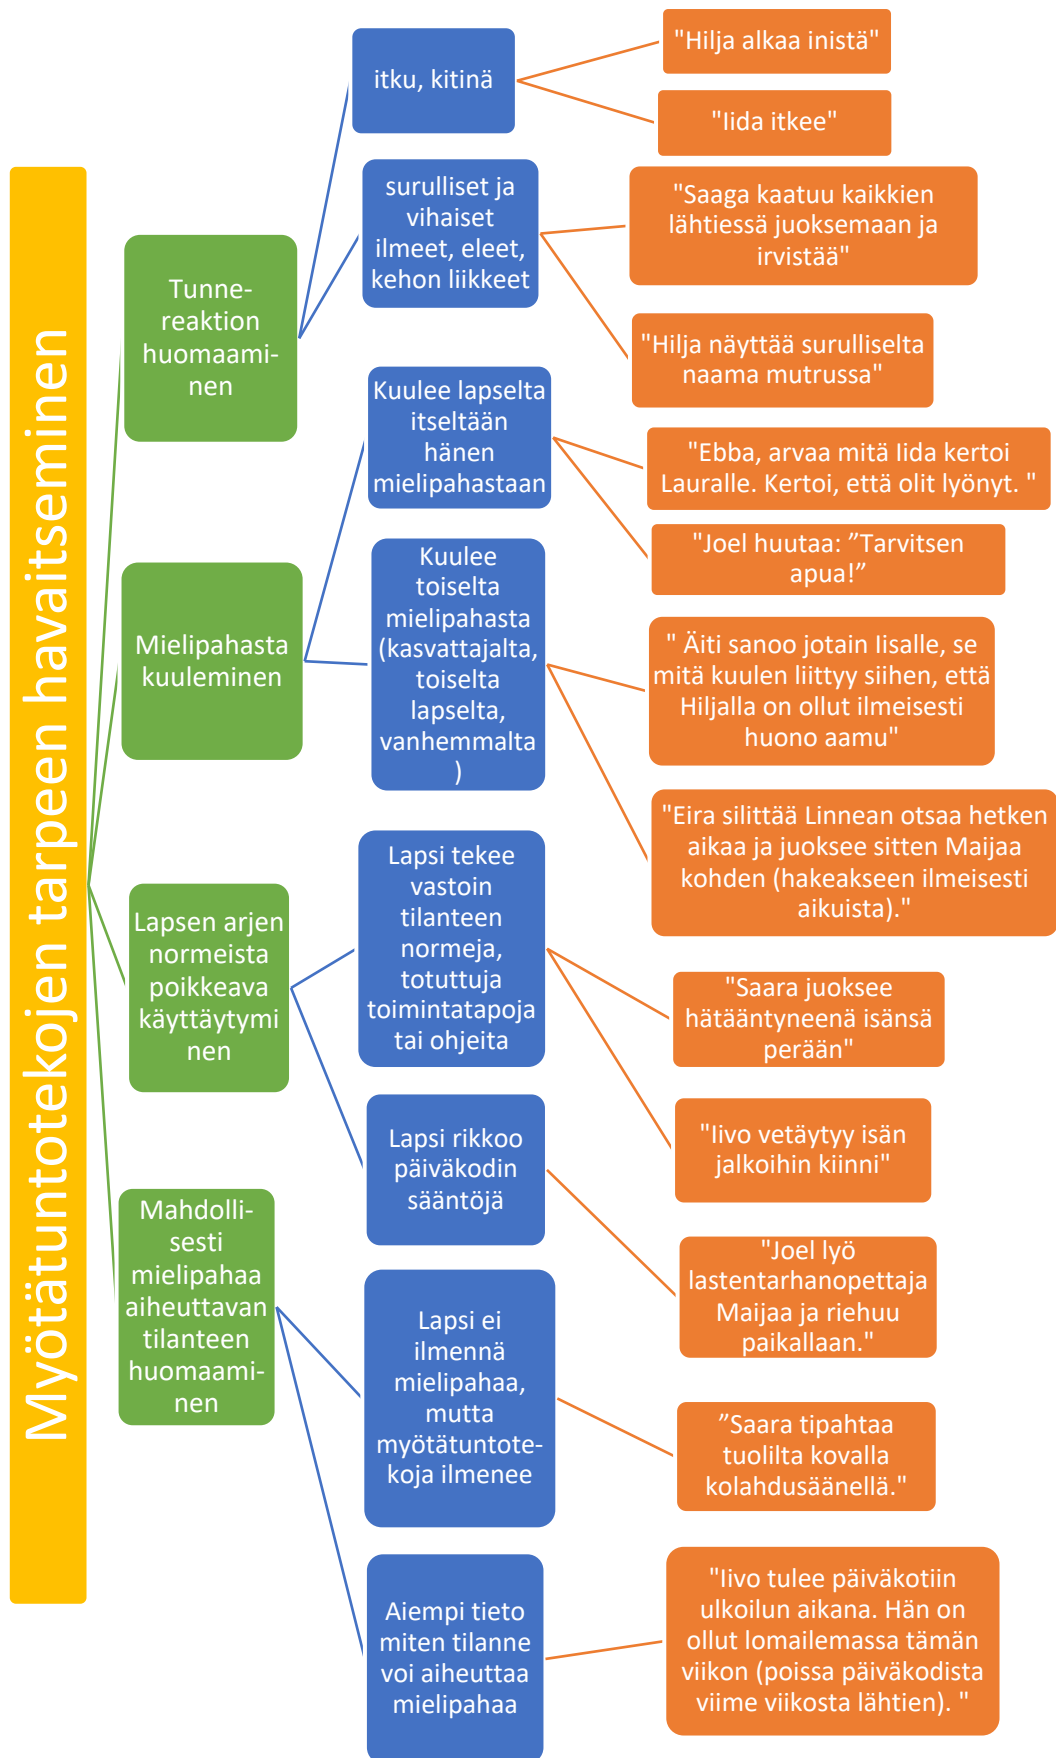 Myötätuntotekojen tarpeen havaitseminen
Tunne-
reaktion
huomaami-
nen
itku, kitinä
"Hilja alkaa inistä"
"Iida itkee"
surulliset ja
vihaiset
ilmeet, eleet,
kehon liikkeet
"Saaga kaatuu kaikkien
lähtiessä juoksemaan ja
irvistää"
"Hilja näyttää surulliselta
naama mutrussa"
Mielipahasta
kuuleminen
Kuulee lapselta
itseltään
hänen
mielipahastaan
"Ebba, arvaa mitä Iida kertoi
Lauralle. Kertoi, että olit lyönyt. "
"Joel huutaa: ”Tarvitsen
apua!”
Kuulee
toiselta
mielipahasta
(kasvattajalta,
toiselta
lapselta,
vanhemmalta
)
" Äiti sanoo jotain Iisalle, se
mitä kuulen liittyy siihen, että
Hiljalla on ollut ilmeisesti
huono aamu"
"Eira silittää Linnean otsaa hetken
aikaa ja juoksee sitten Maijaa
kohden (hakeakseen ilmeisesti
aikuista)."
Lapsen arjen
normeista
poikkeava
käyttäytymi
nen
Lapsi tekee
vastoin
tilanteen
normeja,
totuttuja
toimintatapoja
tai ohjeita
"Saara juoksee
hätääntyneenä isänsä
perään"
"Iivo vetäytyy isän
jalkoihin kiinni"
Lapsi rikkoo
päiväkodin
sääntöjä
"Joel lyö
lastentarhanopettaja
Maijaa ja riehuu
paikallaan."
Mahdolli-
sesti
mielipahaa
aiheuttavan
tilanteen
huomaami-
nen
Lapsi ei
ilmennä
mielipahaa,
mutta
myötätuntote-
koja ilmenee
”Saara tipahtaa
tuolilta kovalla
kolahdusäänellä."
Aiempi tieto
miten tilanne
voi aiheuttaa
mielipahaa
"Iivo tulee päiväkotiin
ulkoilun aikana. Hän on
ollut lomailemassa tämän
viikon (poissa päiväkodista
viime viikosta lähtien). "